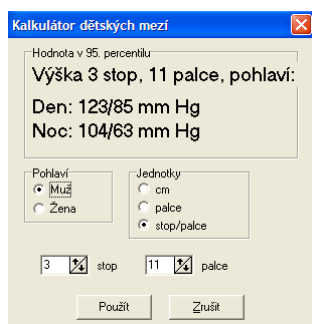 Kalkulátor dětských mezí
Hodnota v 95. percentilu
Výška 3 stop, 11 palce, pohlaví:
Den: 123/85 mm Hg
Noc: 104/63 mm Hg
Pohlaví
Muž
Žena
Jednotky
cm
palce
stop/palce
3 stop 11 palce
Použít Zrušit